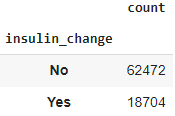 count
insulin_change
No 62472
Yes 18704